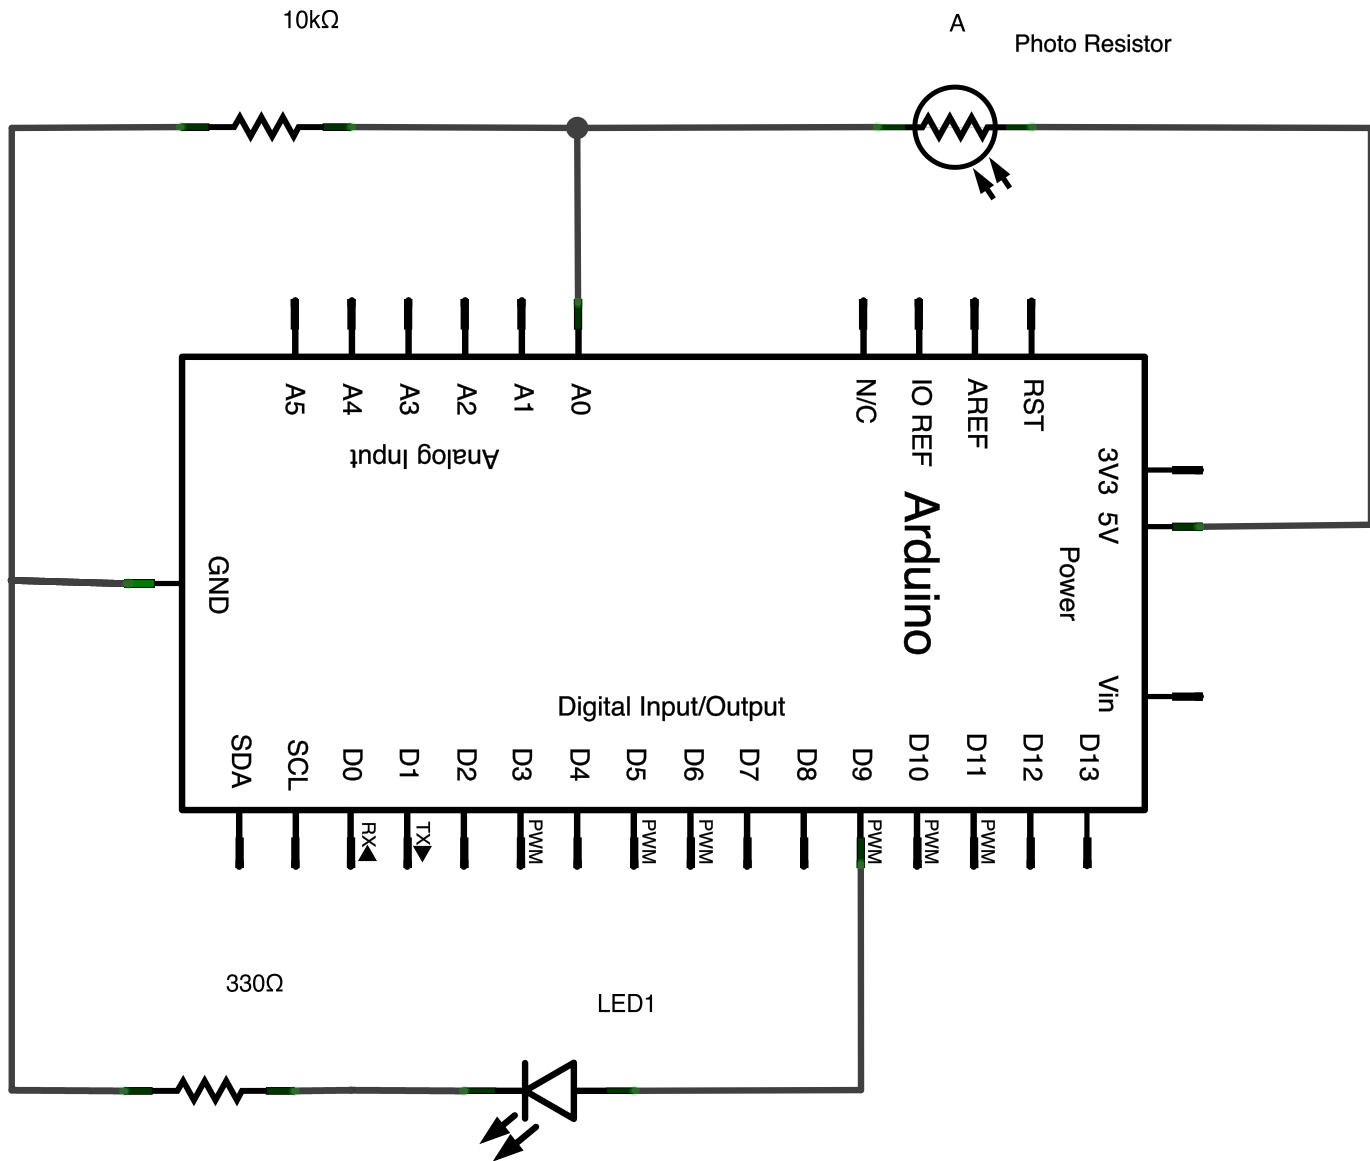 10kΩ
A
Photo Resistor
A5
A4
A3
A2
A1
A0
N/C
IO REF
AREF
RST
Analog Input
3V3
5V
Arduino
Power
GND
Vin
Digital Input/Output
SDA
SCL
D0
D1
D2
D3
D4
D5
D6
D7
D8
D9
D10
D11
D12
D13
RX
TX
PWM
PWM
PWM
PWM
PWM
PWM
330Ω
LED1